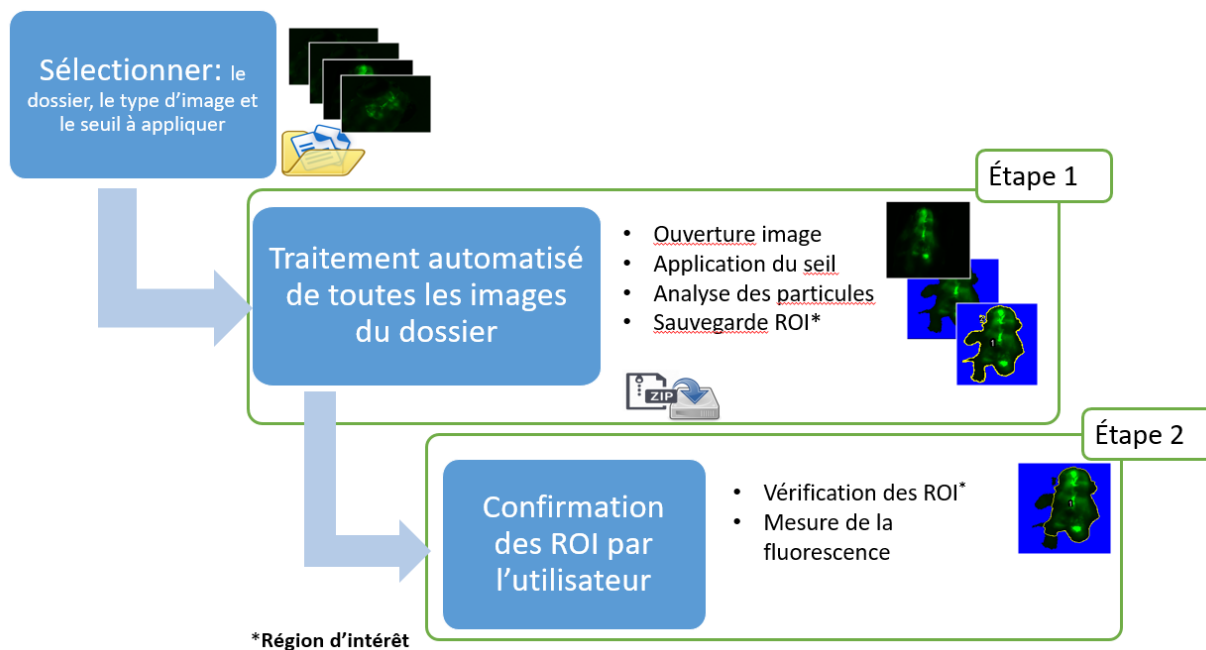 Sélectionner: le
dossier, le type d'image et
le seuil à appliquer
Étape 1
Traitement automatisé
de toutes les images
du dossier
• Ouverture image
• Application du seil
• Analyse des particules
• Sauvegarde ROI*
ZIP
1
Étape 2
Confirmation
des ROI par
l'utilisateur
• Vérification des ROI*
• Mesure de la
fluorescence
1
*Région d'intérêt